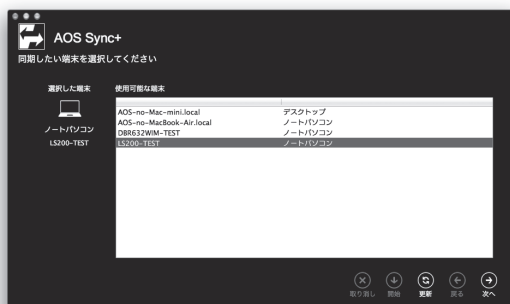 AOS Sync+
同期したい端末を選択してください
選択した端末
使用可能な端末
ノートパソコン
LS200-TEST
AOS-no-Mac-mini.local デスクトップ
AOS-no-MacBook-Air.local ノートパソコン
DBR632WIM-TEST ノートパソコン
LS200-TEST ノートパソコン
取り消し 開始 更新 戻る 次へ